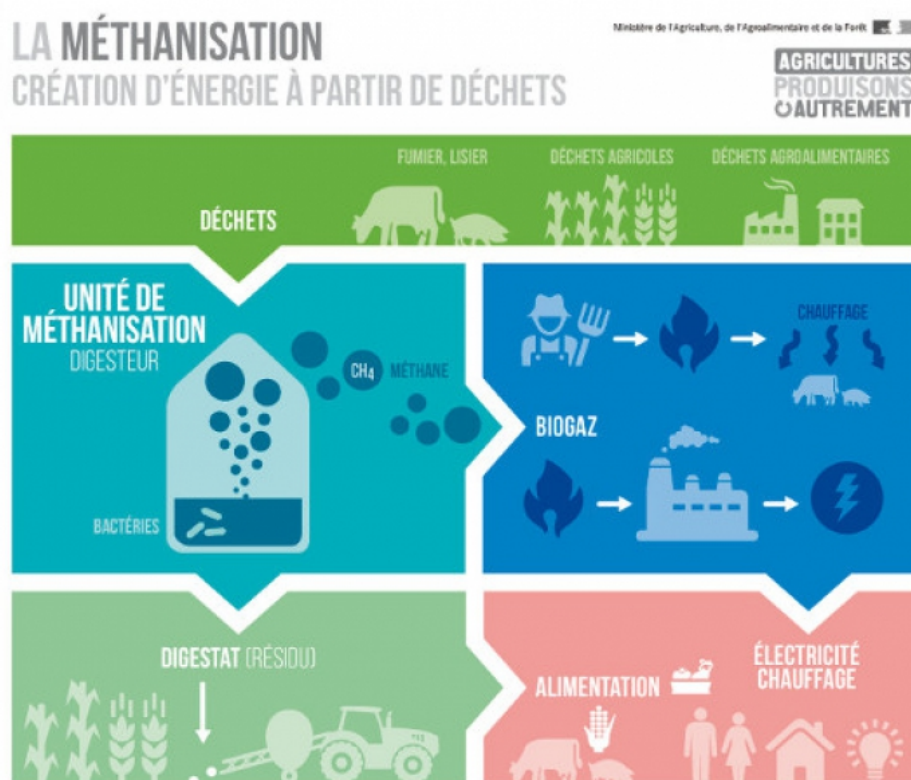 LA MÉTHANISATION
CRÉATION D'ÉNERGIE À PARTIR DE DÉCHETS
Ministère de l'Agriculture, de l'Agroalimentaire et de la Forêt
AGRICULTURES
PRODUISONS
AUTREMENT
FUMIER, LISIER
DÉCHETS AGRICOLES
DÉCHETS AGROALIMENTAIRES
DÉCHETS
UNITÉ DE
MÉTHANISATION
DIGESTEUR
CH4
MÉTHANE
BACTÉRIES
CHAUFFAGE
BIOGAZ
DIGESTAT (RÉSIDU)
ALIMENTATION
ÉLECTRICITÉ
CHAUFFAGE